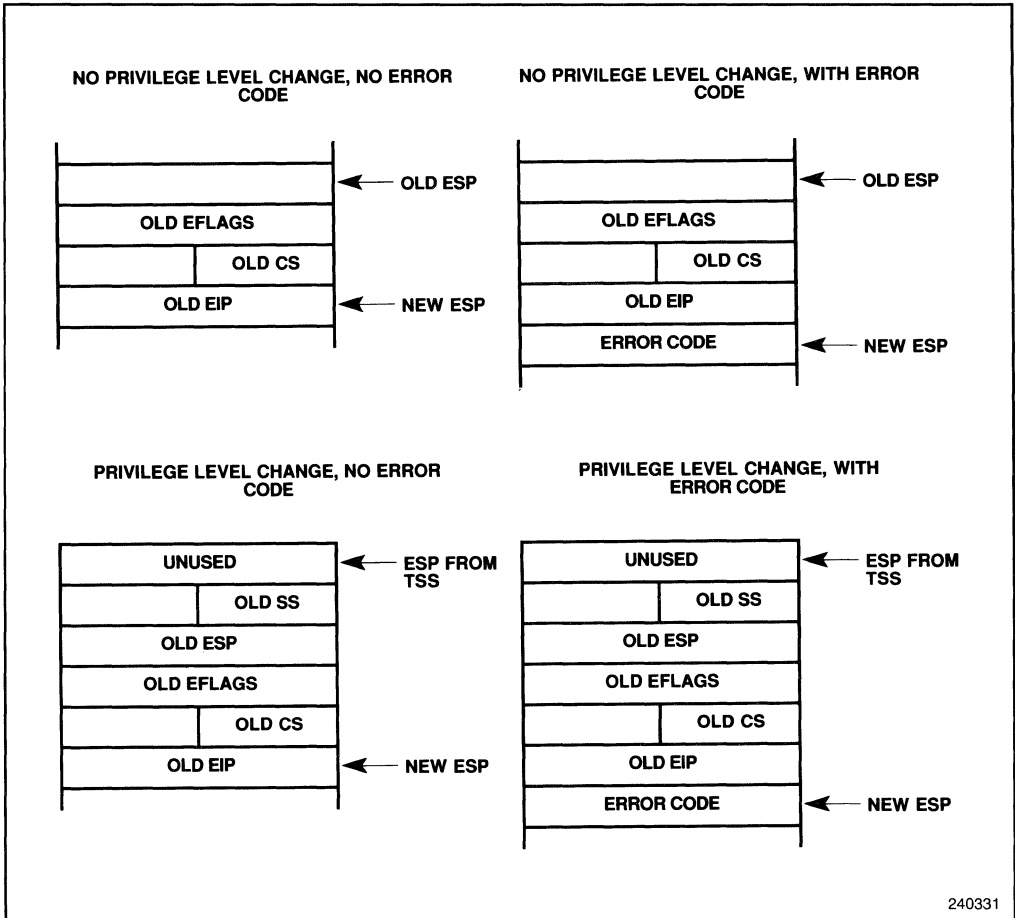 NO PRIVILEGE LEVEL CHANGE, NO ERROR
CODE
OLD ESP
OLD EFLAGS
OLD CS
OLD EIP
NEW ESP
NO PRIVILEGE LEVEL CHANGE, WITH ERROR
CODE
OLD ESP
OLD EFLAGS
OLD CS
OLD EIP
ERROR CODE
NEW ESP
PRIVILEGE LEVEL CHANGE, NO ERROR
CODE
UNUSED
ESP FROM
TSS
OLD SS
OLD ESP
OLD EFLAGS
OLD CS
OLD EIP
NEW ESP
PRIVILEGE LEVEL CHANGE, WITH
ERROR CODE
UNUSED
ESP FROM
TSS
OLD SS
OLD ESP
OLD EFLAGS
OLD CS
OLD EIP
ERROR CODE
NEW ESP
240331